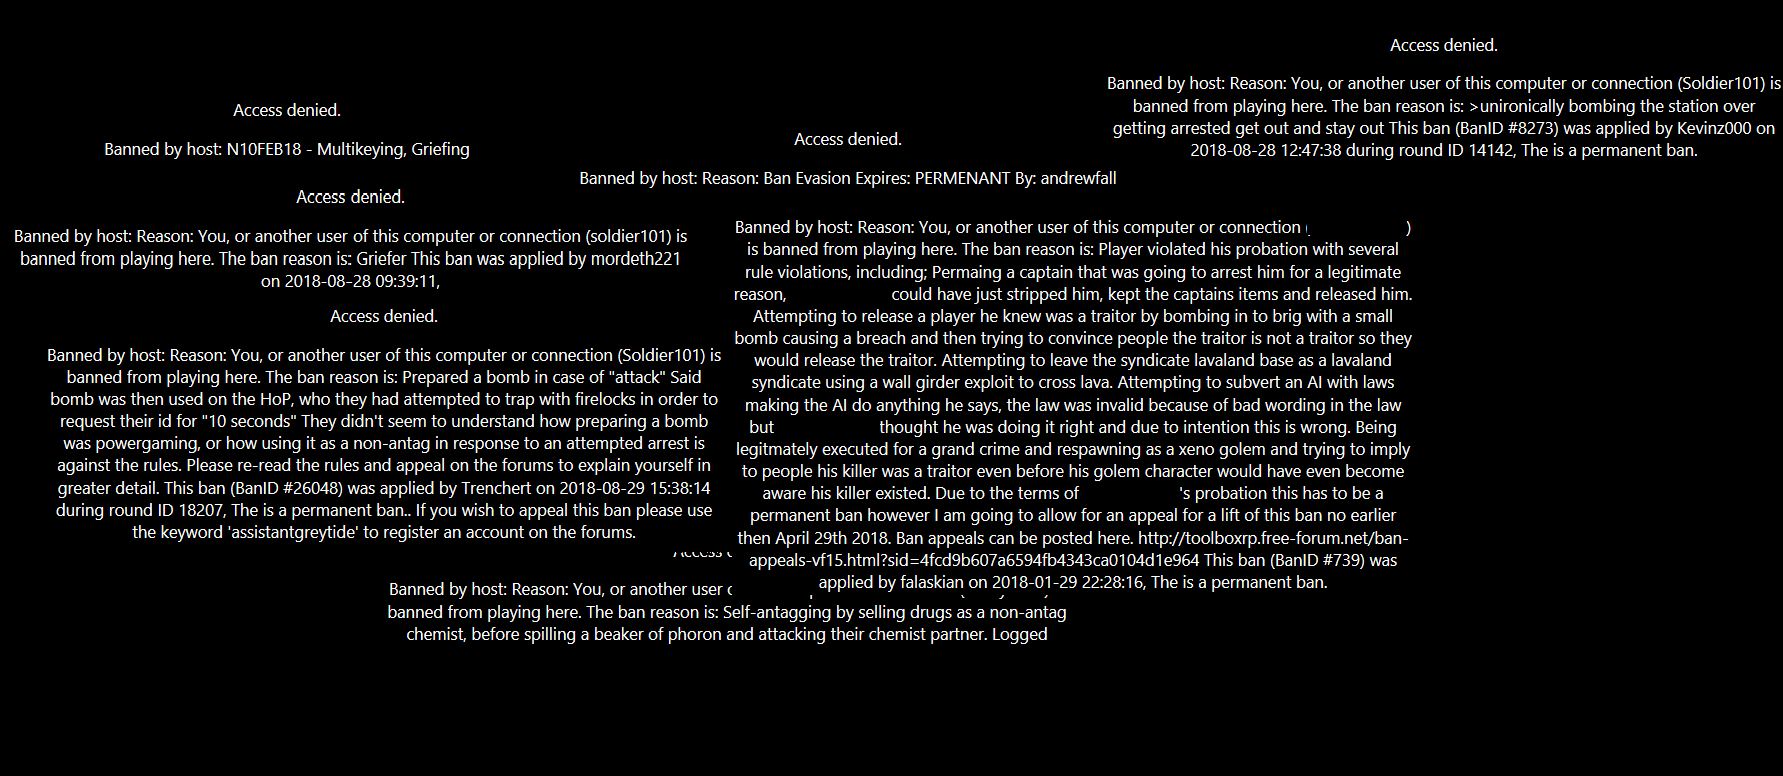 Access denied.
Banned by host: N10FEB18 - Multikeying, Griefing
Access denied.
Banned by host: Reason: You, or another user of this computer or connection (soldier101) is
banned from playing here. The ban reason is: Griefer This ban was applied by mordeth221
on 2018-08-28 09:39:11,
Access denied.
Banned by host: Reason: You, or another user of this computer or connection (Soldier101) is
banned from playing here. The ban reason is: Prepared a bomb in case of "attack" Said
bomb was then used on the HoP, who they had attempted to trap with firelocks in order to
request their id for "10 seconds" They didn't seem to understand how preparing a bomb
was powergaming, or how using it as a non-antag in response to an attempted arrest is
against the rules. Please re-read the rules and appeal on the forums to explain yourself in
greater detail. This ban (BanID #26048) was applied by Trenchert on 2018-08-29 15:38:14
during round ID 18207, The is a permanent ban.. If you wish to appeal this ban please use
the keyword 'assistantgreytide' to register an account on the forums.
Banned by host: Reason: You, or another user
banned from playing here. The ban reason is: Self-antagging by selling drugs as a non-antag
chemist, before spilling a beaker of phoron and attacking their chemist partner. Logged
Access denied.
Banned by host: Reason: Ban Evasion Expires: PERMENANT By: andrewfall
Banned by host: Reason: You, or another user of this computer or connection ( )
is banned from playing here. The ban reason is: Player violated his probation with several
rule violations, including; Permaing a captain that was going to arrest him for a legitimate
reason, could have just stripped him, kept the captains items and released him.
Attempting to release a player he knew was a traitor by bombing in to brig with a small
bomb causing a breach and then trying to convince people the traitor is not a traitor so they
would release the traitor. Attempting to leave the syndicate lavaland base as a lavaland
syndicate using a wall girder exploit to cross lava. Attempting to subvert an AI with laws
making the AI do anything he says, the law was invalid because of bad wording in the law
but thought he was doing it right and due to intention this is wrong. Being
legitmately executed for a grand crime and respawning as a xeno golem and trying to imply
to people his killer was a traitor even before his golem character would have even become
aware his killer existed. Due to the terms of 's probation this has to be a
permanent ban however I am going to allow for an appeal for a lift of this ban no earlier
then April 29th 2018. Ban appeals can be posted here. http://toolboxrp.free-forum.net/ban-
appeals-vf15.html?sid=4fcd9b607a6594fb4343ca0104d1e964 This ban (BanID #739) was
applied by falaskian on 2018-01-29 22:28:16, The is a permanent ban.
Access denied.
Banned by host: Reason: You, or another user of this computer or connection (Soldier101) is
banned from playing here. The ban reason is: >unironically bombing the station over
getting arrested get out and stay out This ban (BanID #8273) was applied by Kevinz000 on
2018-08-28 12:47:38 during round ID 14142, The is a permanent ban.